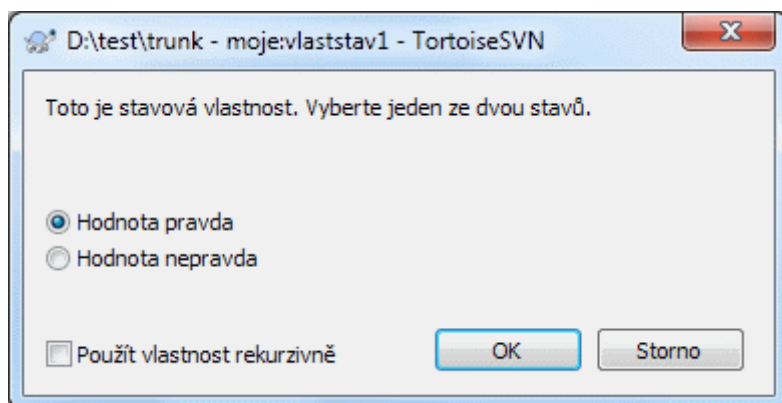 D:\test\trunk - moje:vlaststav1 - TortoiseSVN
Toto je stavová vlastnost. Vyberte jeden ze dvou stavů.
Hodnota pravda
Hodnota nepravda
Použít vlastnost rekurzivně
OK
Storno